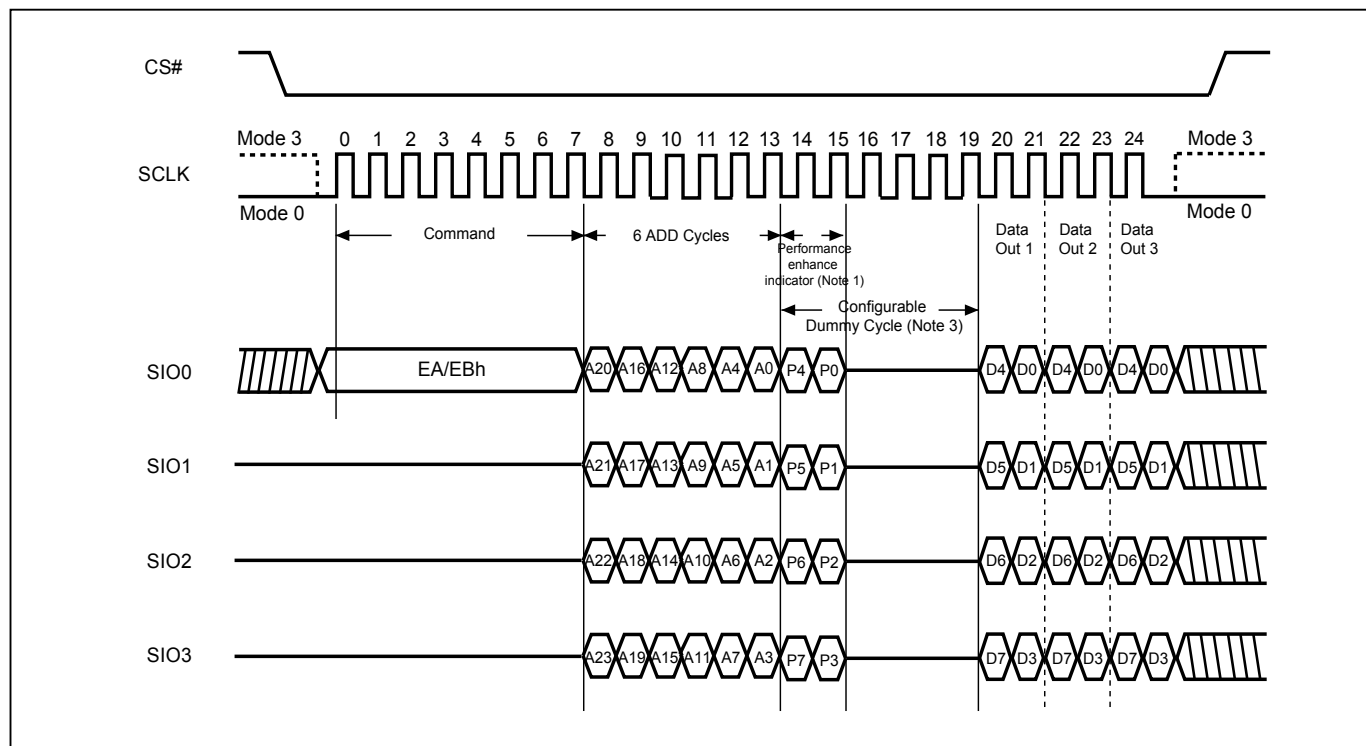 CS#
Mode 3 0 1 2 3 4 5 6 7 8 9 10 11 12 13 14 15 16 17 18 19 20 21 22 23 24 Mode 3
SCLK
Mode 0 Mode 0
Command 6 ADD Cycles Performance enhance indicator (Note 1) Data Out 1 Data Out 2 Data Out 3
Configurable
Dummy Cycle (Note 3)
SIO0 EA/EBh A20 A16 A12 A8 A4 A0 P4 P0 D4 D0 D4 D0 D4 D0
SIO1 A21 A17 A13 A9 A5 A1 P5 P1 D5 D1 D5 D1 D5 D1
SIO2 A22 A18 A14 A10 A6 A2 P6 P2 D6 D2 D6 D2 D6 D2
SIO3 A23 A19 A15 A11 A7 A3 P7 P3 D7 D3 D7 D3 D7 D3